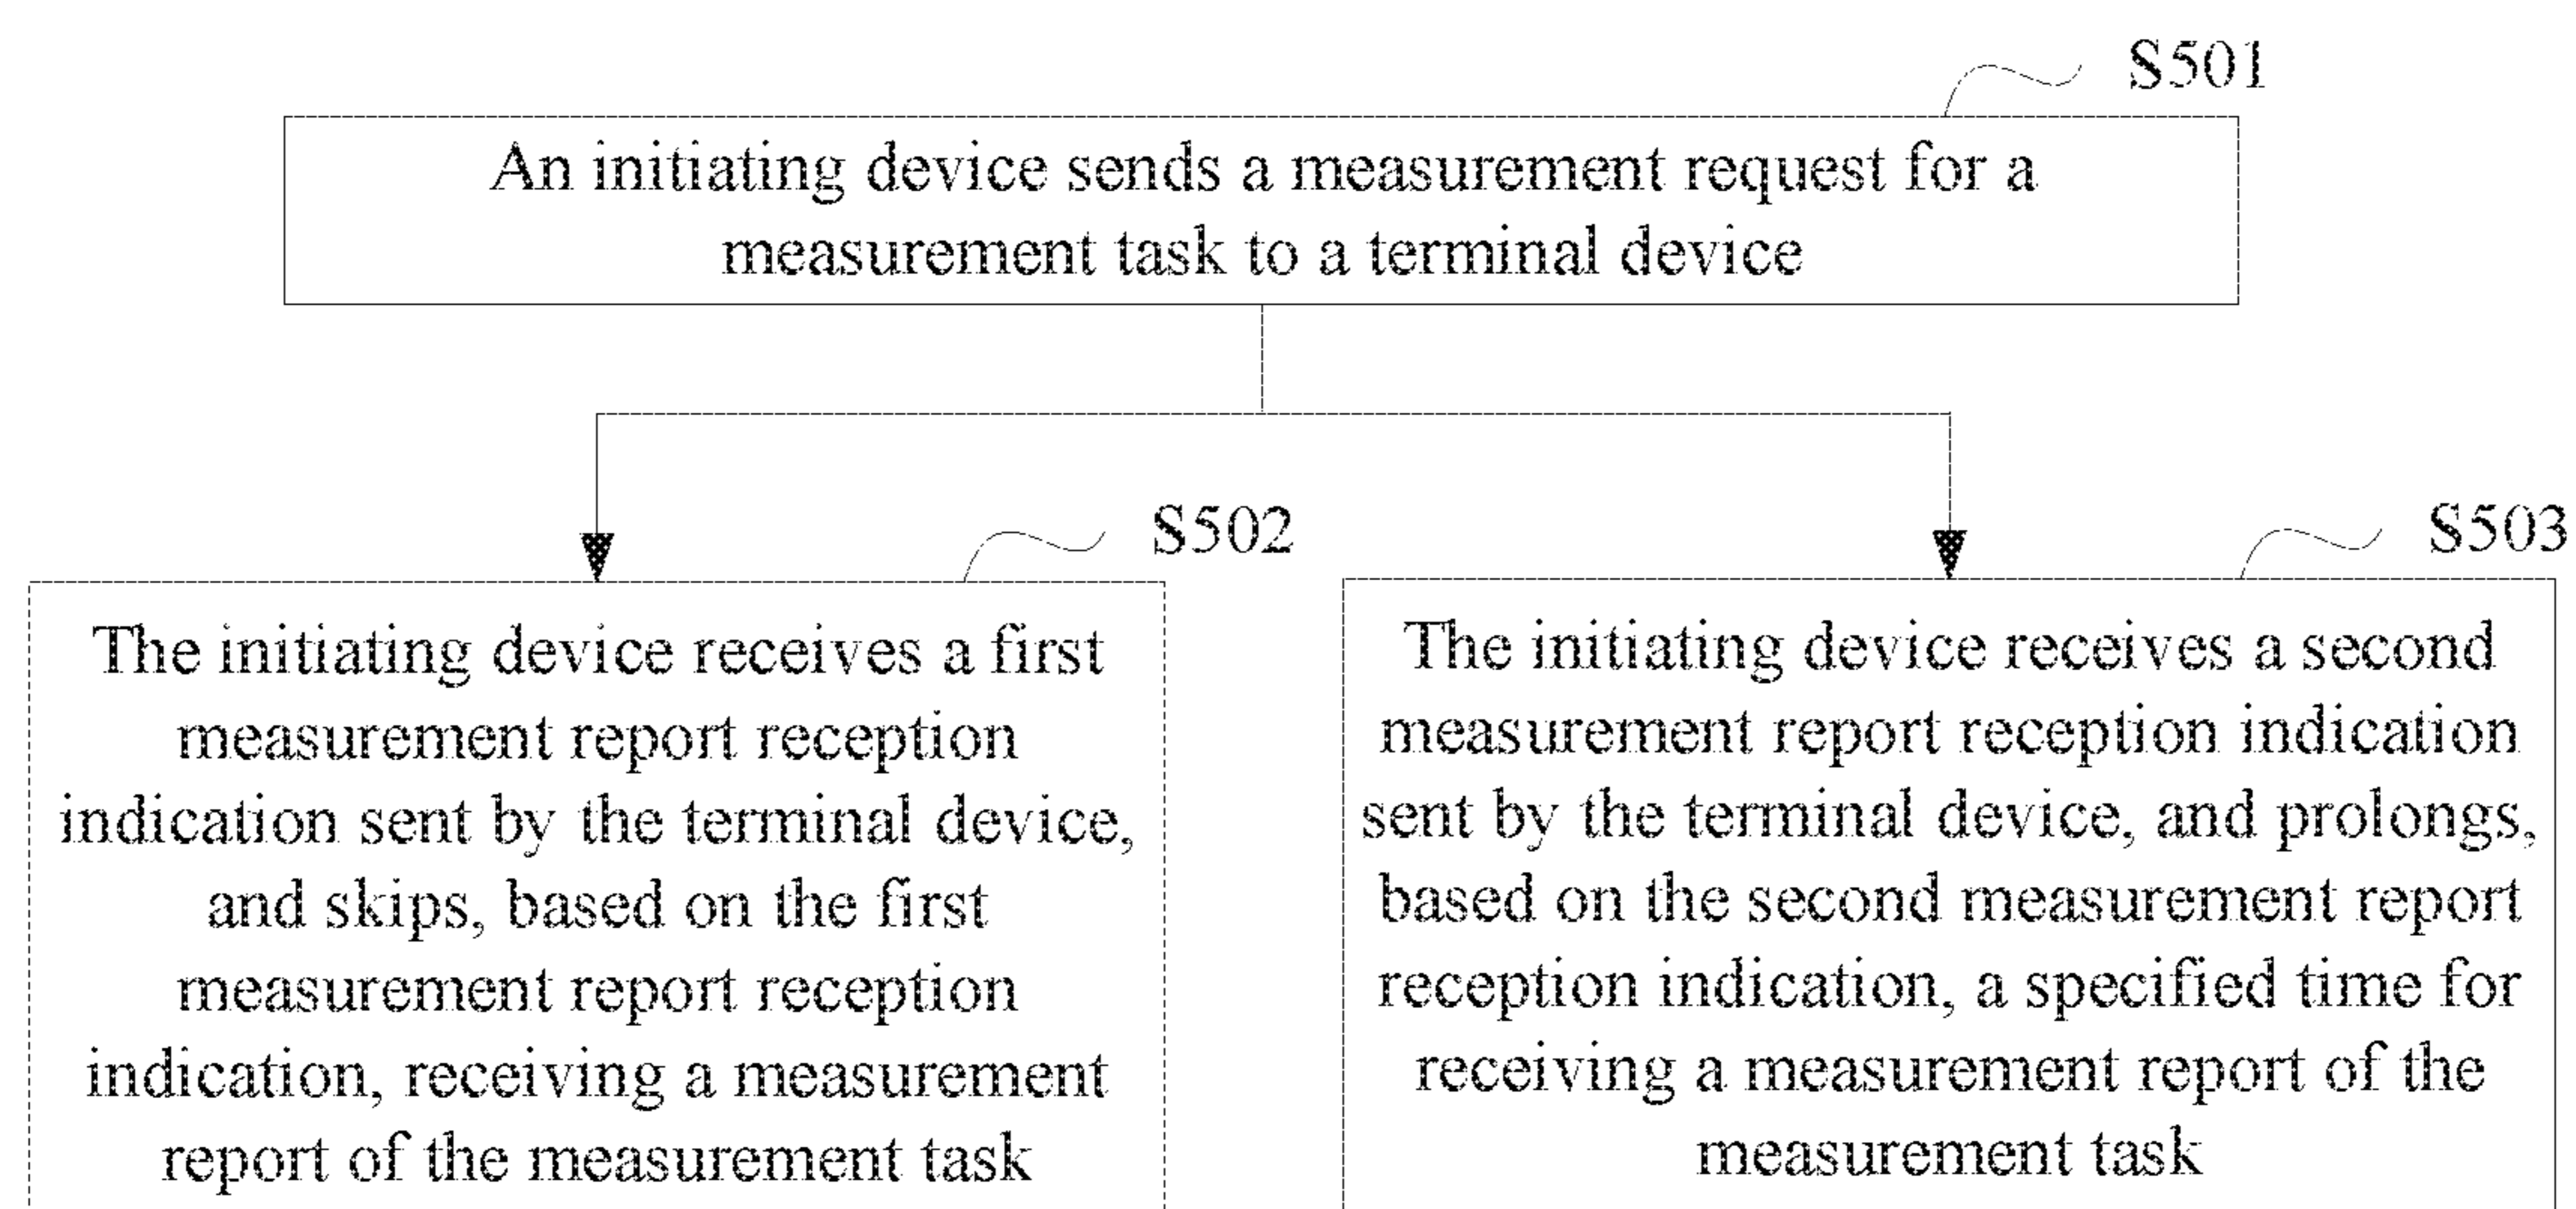 S501
An initiating device sends a measurement request for a
measurement task to a terminal device
S502
The initiating device receives a first
measurement report reception
indication sent by the terminal device,
and skips, based on the first
measurement report reception
indication, receiving a measurement
report of the measurement task
S503
The initiating device receives a second
measurement report reception indication
sent by the terminal device, and prolongs,
based on the second measurement report
reception indication, a specified time for
receiving a measurement report of the
measurement task